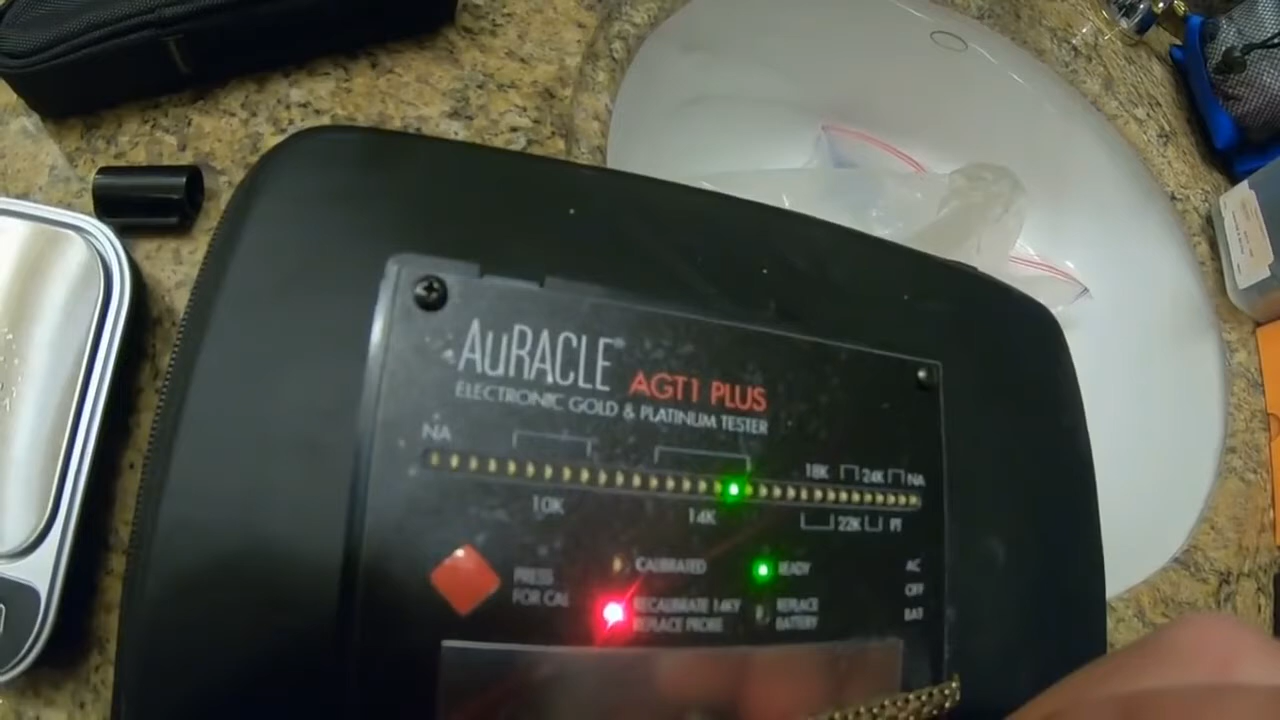 AuRACLE®
AGT1 PLUS
ELECTRONIC GOLD & PLATINUM TESTER
NA
18K
24K
NA
10K
14K
22K
PT
PRESS
FOR CAL
CALIBRATED
READY
AC
OFF
BAT
RECALIBRATE 14KY
REPLACE PROBE
REPLACE
BATTERY